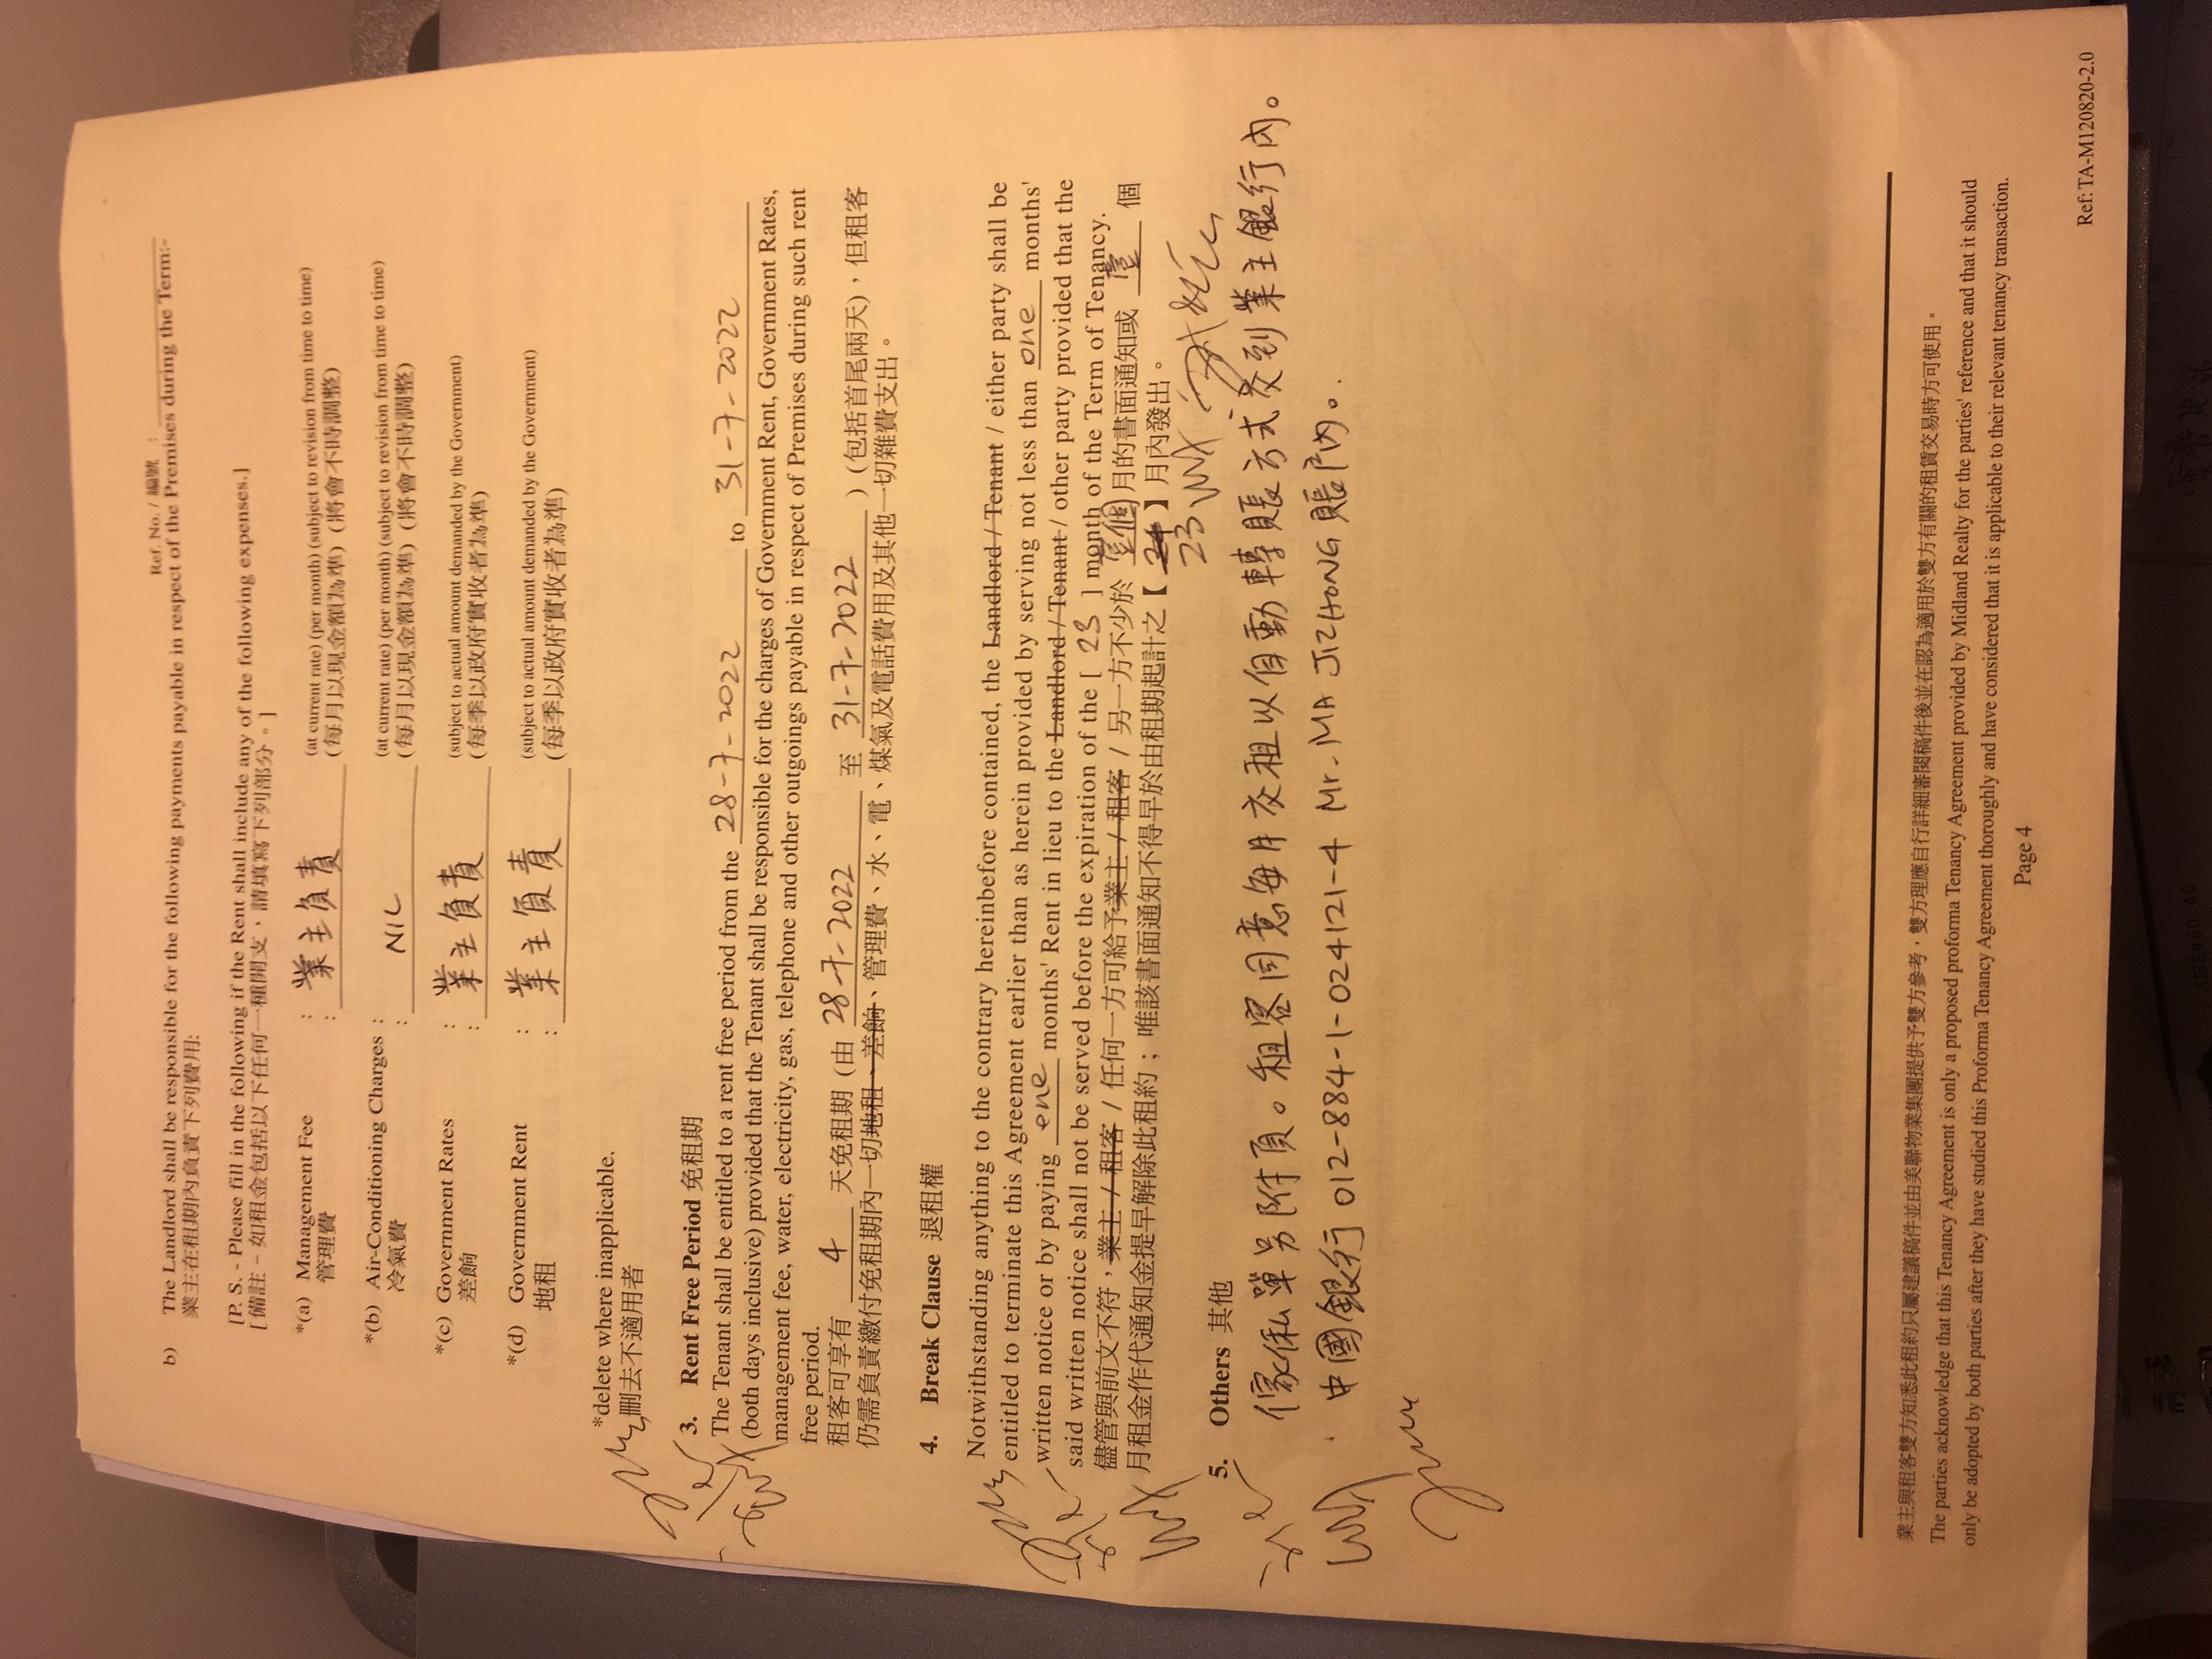 Ref. No. / 編號 :
b) The Landlord shall be responsible for the following payments payable in respect of the Premises during the Term:-
業主在租期內負責下列費用:
[P. S. - Please fill in the following if the Rent shall include any of the following expenses.]
[ 備註 – 如租金包括以下任何一種開支，請填寫下列部分。]
*(a) Management Fee : 業主負責 (at current rate) (per month) (subject to revision from time to time)
管理費 : (每月以現金額為準) (將會不時調整)
*(b) Air-Conditioning Charges : NIL (at current rate) (per month) (subject to revision from time to time)
冷氣費 : (每月以現金額為準) (將會不時調整)
*(c) Government Rates : 業主負責 (subject to actual amount demanded by the Government)
差餉 : (每季以政府實收者為準)
*(d) Government Rent : 業主負責 (subject to actual amount demanded by the Government)
地租 : (每季以政府實收者為準)
*delete where inapplicable.
刪去不適用者
3. Rent Free Period 免租期
The Tenant shall be entitled to a rent free period from the 28-7-2022 to 31-7-2022
(both days inclusive) provided that the Tenant shall be responsible for the charges of Government Rent, Government Rates,
management fee, water, electricity, gas, telephone and other outgoings payable in respect of Premises during such rent
free period.
租客可享有 4 天免租期 (由 28-7-2022 至 31-7-2022 ) (包括首尾兩天)，但租客
仍需負責繳付免租期內一切地租、差餉、管理費、水、電、煤氣及電話費用及其他一切雜費支出。
4. Break Clause 退租權
Notwithstanding anything to the contrary hereinbefore contained, the Landlord / Tenant / either party shall be
entitled to terminate this Agreement earlier than as herein provided by serving not less than one months'
written notice or by paying one months' Rent in lieu to the Landlord / Tenant / other party provided that the
said written notice shall not be served before the expiration of the [ 23 ] month of the Term of Tenancy.
儘管與前文不符，業主 / 租客 / 任何一方可給予業主 / 租客 / 另一方不少於 壹個 月的書面通知或 壹 個
月租金作代通知金提早解除此租約；唯該書面通知不得早於由租期起計之【 24 】月內發出。
23
5. Others 其他
傢俬單另附頁。租客同意每月交租以自動轉賬方式交到業主銀行內。
中國銀行 012-884-1-024121-4 Mr. MA JIZHONG 賬戶內。
業主與租客雙方知悉此租約只屬建議稿件並由美聯物業集團提供予雙方參考，雙方理應自行詳細審閱稿件後並在認為適用於雙方有關的租賃交易時方可使用。
The parties acknowledge that this Tenancy Agreement is only a proposed proforma Tenancy Agreement provided by Midland Realty for the parties' reference and that it should
only be adopted by both parties after they have studied this Proforma Tenancy Agreement thoroughly and have considered that it is applicable to their relevant tenancy transaction.
Page 4
Ref: TA-M120820-2.0